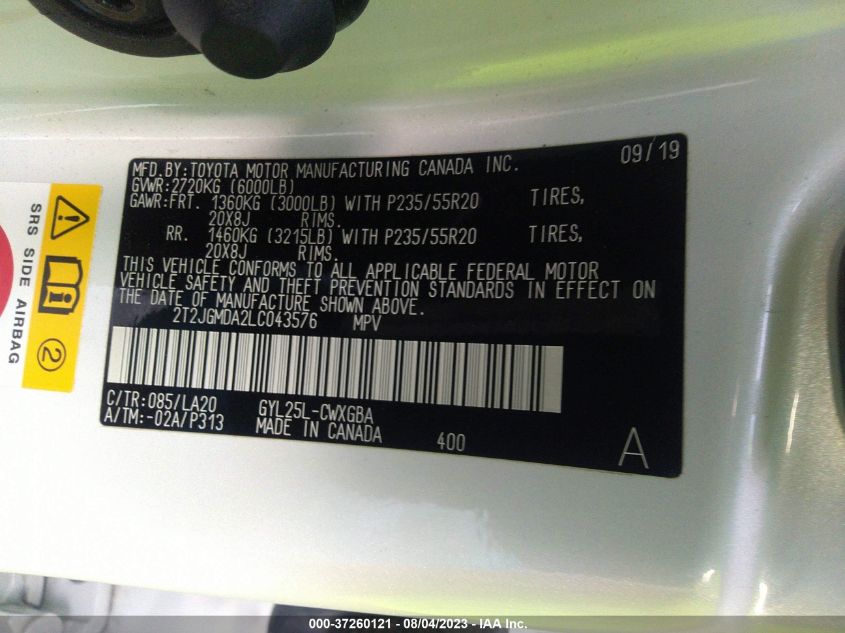 MFD.BY:TOYOTA MOTOR MANUFACTURING CANADA INC. 09/19
GVWR:2720KG (6000LB)
GAWR:FRT. 1360KG (3000LB) WITH P235/55R20 TIRES,
20X8J RIMS.
RR. 1460KG (3215LB) WITH P235/55R20 TIRES,
20X8J RIMS.
THIS VEHICLE CONFORMS TO ALL APPLICABLE FEDERAL MOTOR
VEHICLE SAFETY AND THEFT PREVENTION STANDARDS IN EFFECT ON
THE DATE OF MANUFACTURE SHOWN ABOVE.
2T2JGMDA2LC043576 MPV
C/TR:085/LA20 GYL25L-CWXGBA
A/TM:-02A/P313 MADE IN CANADA 400 A
SRS SIDE AIRBAG
2
000-37260121 - 08/04/2023 - IAA Inc.